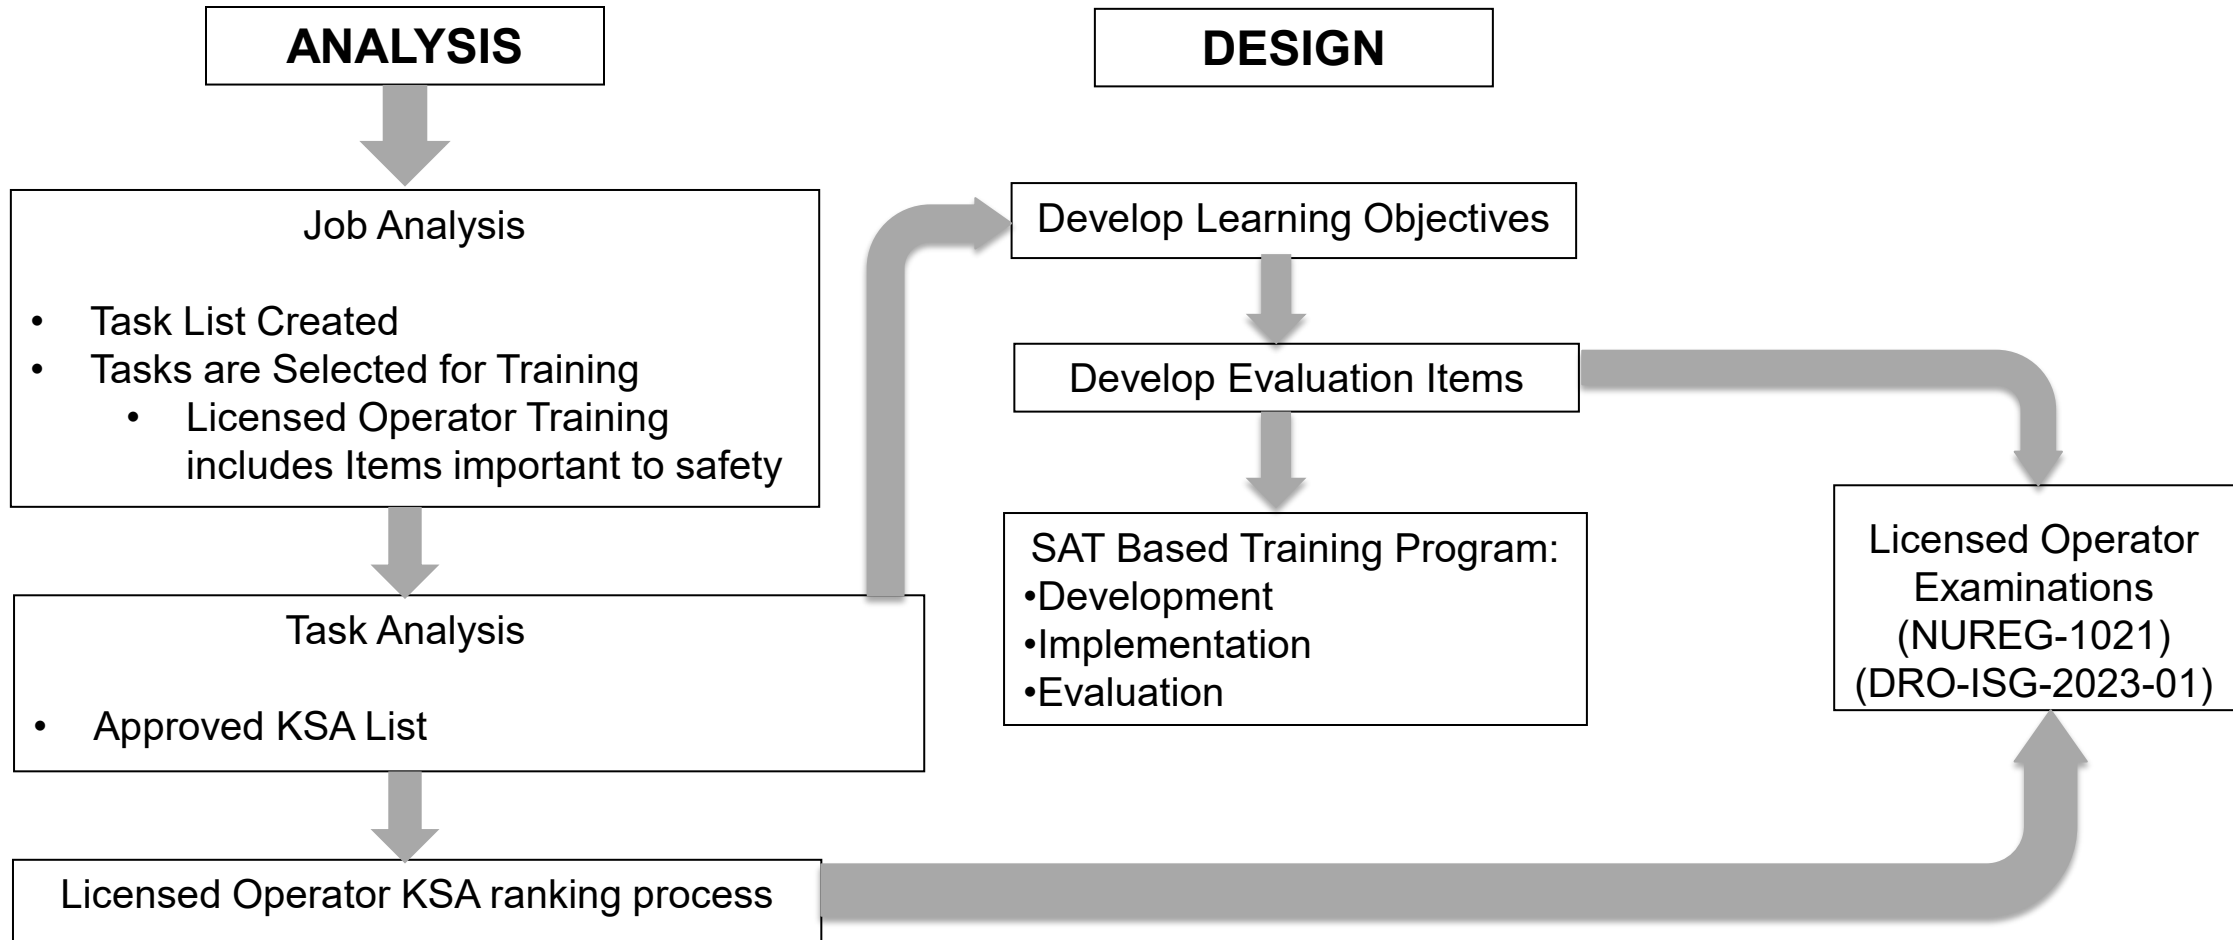 ANALYSIS
Job Analysis
• Task List Created
• Tasks are Selected for Training
• Licensed Operator Training
includes Items important to safety
Task Analysis
• Approved KSA List
Licensed Operator KSA ranking process
DESIGN
Develop Learning Objectives
Develop Evaluation Items
SAT Based Training Program:
•Development
•Implementation
•Evaluation
Licensed Operator
Examinations
(NUREG-1021)
(DRO-ISG-2023-01)